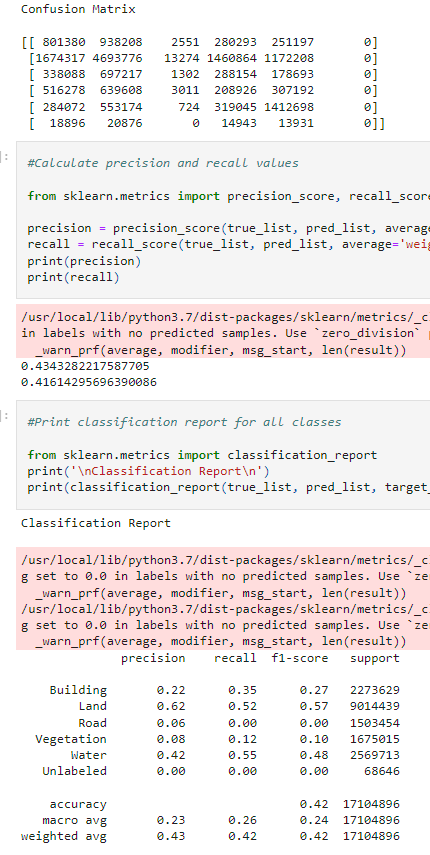 Confusion Matrix
[[ 801380 938208 2551 280293 251197 0]
[1674317 4693776 13274 1460864 1172208 0]
[ 338088 697217 1302 288154 178693 0]
[ 516278 639608 3011 208926 307192 0]
[ 284072 553174 724 319045 1412698 0]
[ 18896 20876 0 14943 13931 0]]
]:
#Calculate precision and recall values
from sklearn.metrics import precision_score, recall_score
precision = precision_score(true_list, pred_list, average
recall = recall_score(true_list, pred_list, average='weig
print(precision)
print(recall)
/usr/local/lib/python3.7/dist-packages/sklearn/metrics/_c
in labels with no predicted samples. Use `zero_division`
_warn_prf(average, modifier, msg_start, len(result))
0.4343282217587705
0.41614295696390086
]:
#Print classification report for all classes
from sklearn.metrics import classification_report
print('\nClassification Report\n')
print(classification_report(true_list, pred_list, target_
Classification Report
/usr/local/lib/python3.7/dist-packages/sklearn/metrics/_c
g set to 0.0 in labels with no predicted samples. Use `ze
_warn_prf(average, modifier, msg_start, len(result))
/usr/local/lib/python3.7/dist-packages/sklearn/metrics/_c
g set to 0.0 in labels with no predicted samples. Use `ze
_warn_prf(average, modifier, msg_start, len(result))
precision recall f1-score support
Building 0.22 0.35 0.27 2273629
Land 0.62 0.52 0.57 9014439
Road 0.06 0.00 0.00 1503454
Vegetation 0.08 0.12 0.10 1675015
Water 0.42 0.55 0.48 2569713
Unlabeled 0.00 0.00 0.00 68646
accuracy 0.42 17104896
macro avg 0.23 0.26 0.24 17104896
weighted avg 0.43 0.42 0.42 17104896